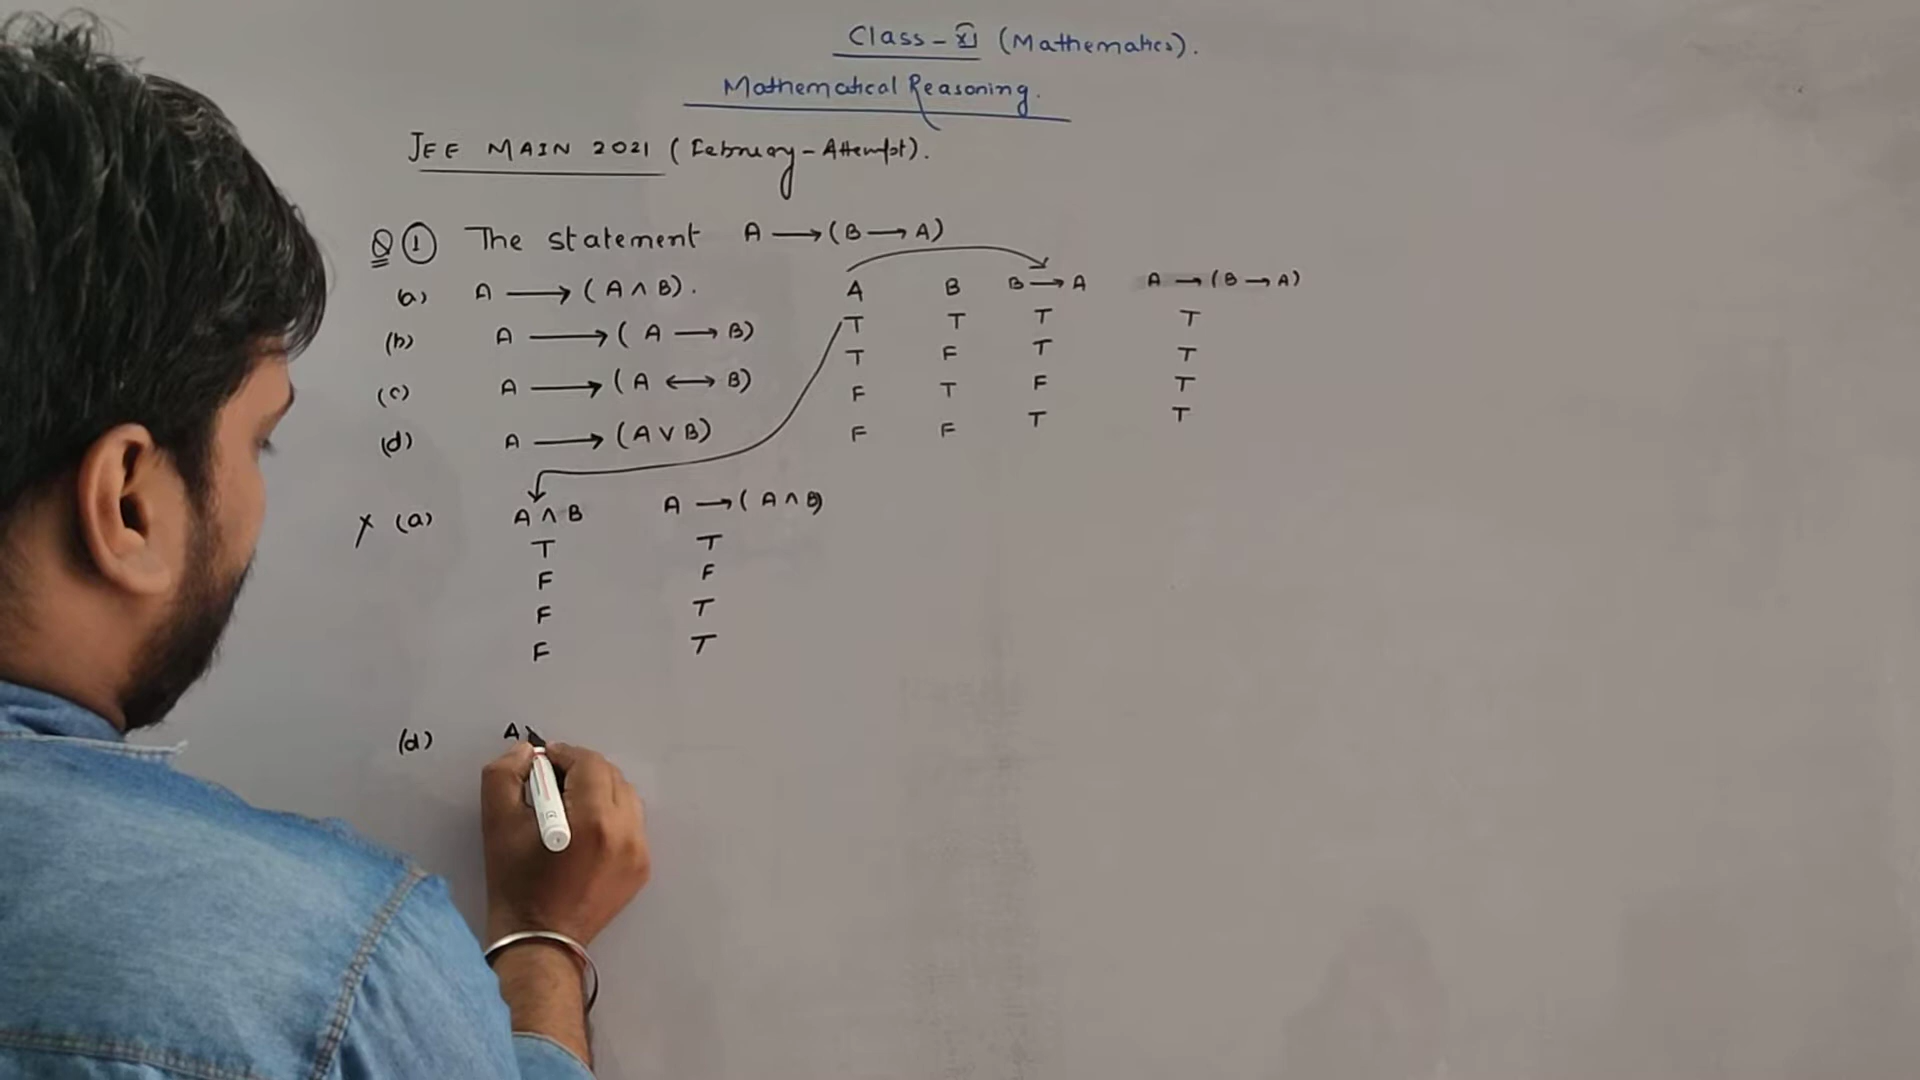 Class - XI (Mathematics).
Mathematical Reasoning.
JEE MAIN 2021 (February - Attempt).
Q ① The statement A ⟶ (B ⟶ A)
(a) A ⟶ (A ∧ B).
(b) A ⟶ (A ⟶ B)
(c) A ⟶ (A ⟷ B)
(d) A ⟶ (A ∨ B)
A B B ⟶ A A ⟶ (B ⟶ A)
T T T T
T F T T
F T F T
F F T T
X (a) A ∧ B A ⟶ (A ∧ B)
T T
F F
F T
F T
(d) A